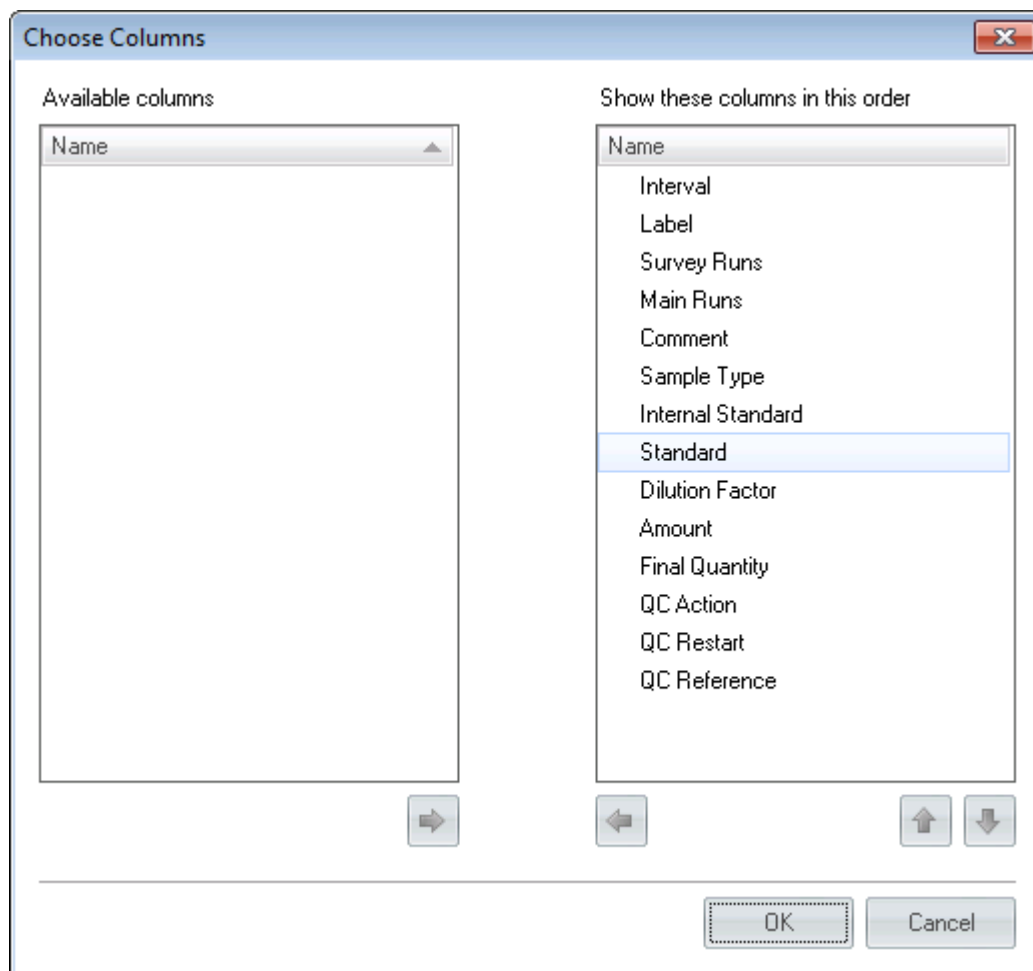 Choose Columns
Available columns
Show these columns in this order
Name
Name
Interval
Label
Survey Runs
Main Runs
Comment
Sample Type
Internal Standard
Standard
Dilution Factor
Amount
Final Quantity
QC Action
QC Restart
QC Reference
OK
Cancel